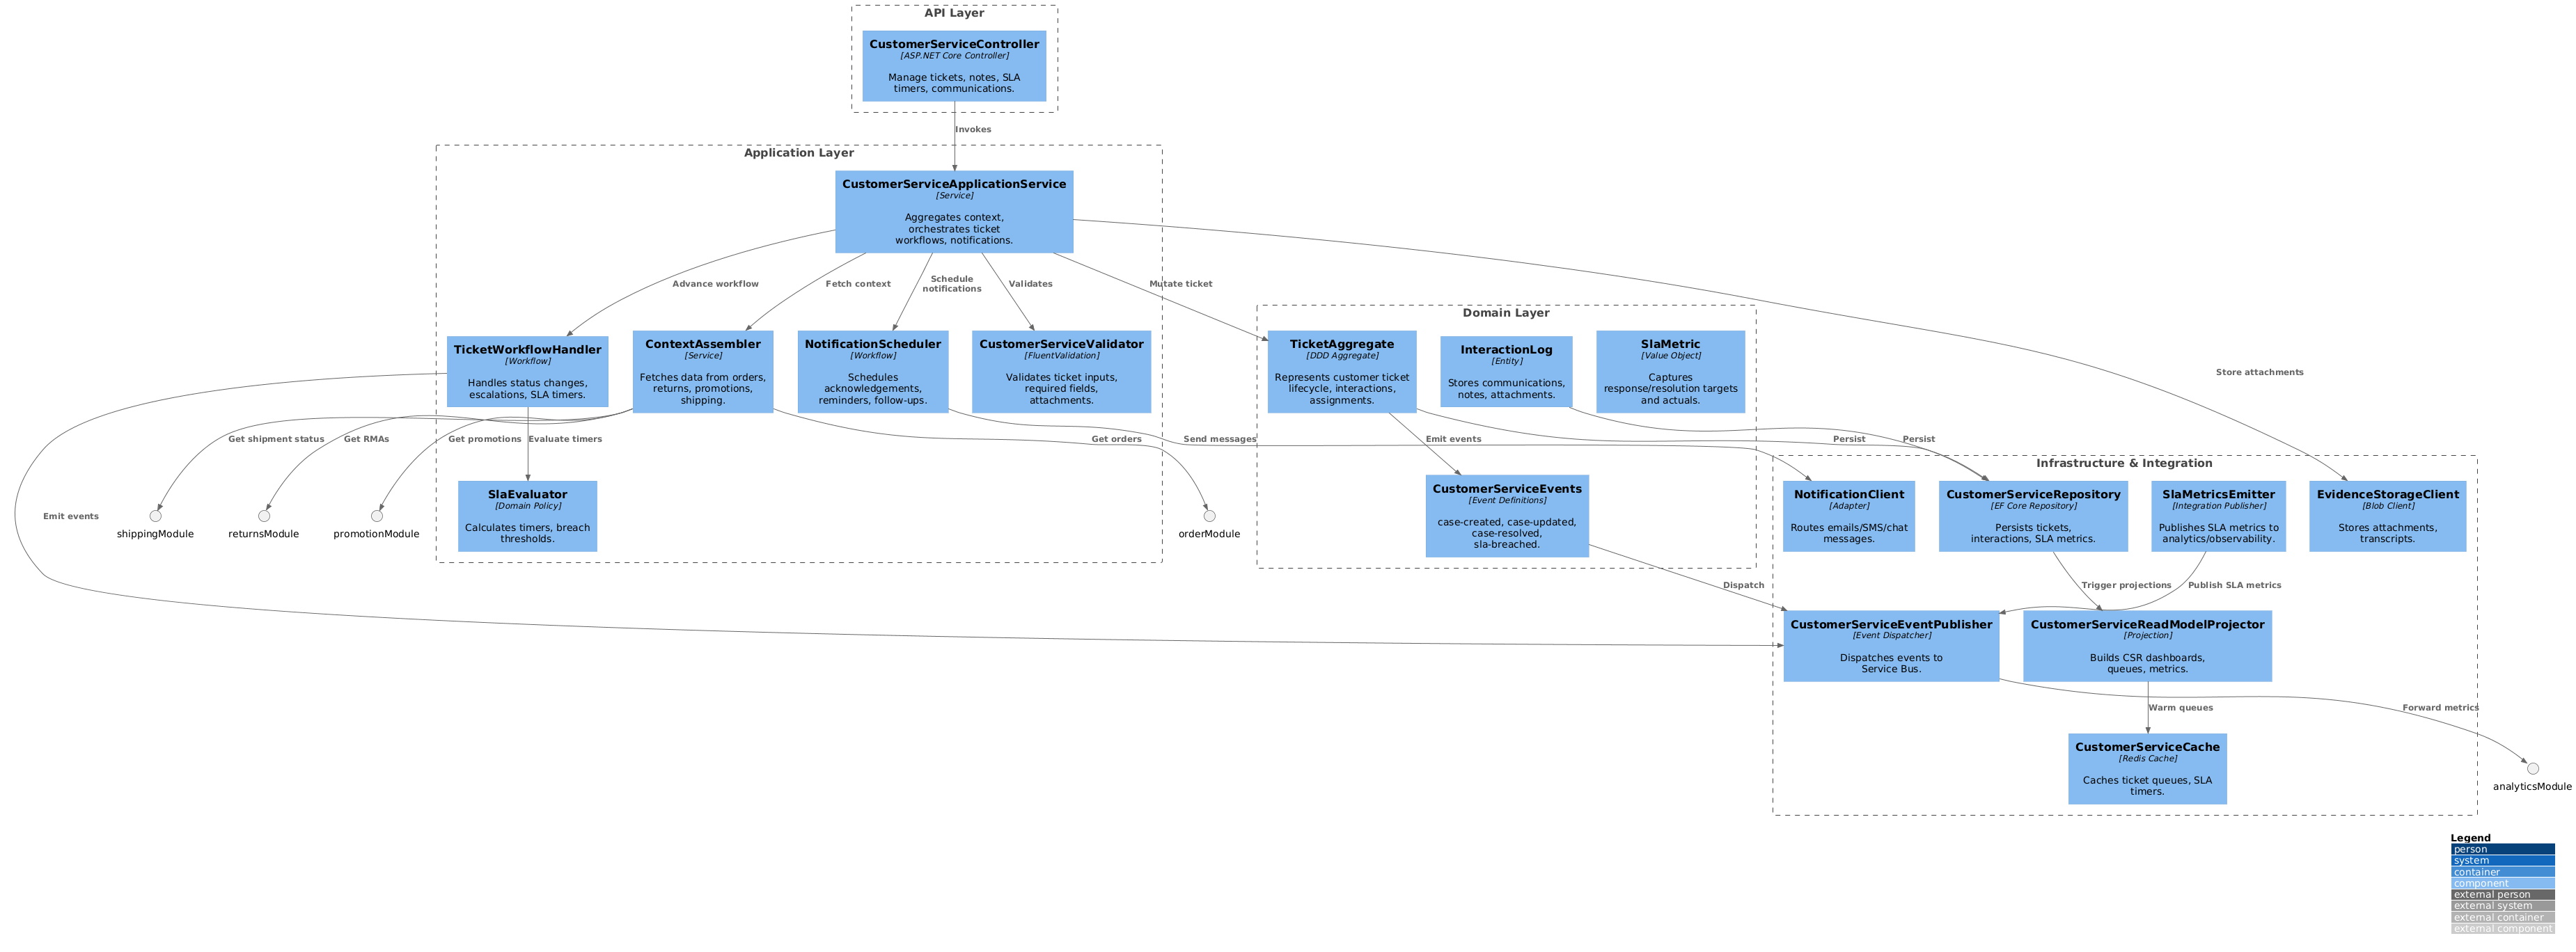 API Layer
CustomerServiceController
[ASP.NET Core Controller]
Manage tickets, notes, SLA
timers, communications.
Invokes
Application Layer
CustomerServiceApplicationService
[Service]
Aggregates context,
orchestrates ticket
workflows, notifications.
Advance workflow
Fetch context
Schedule
notifications
Validates
Mutate ticket
Store attachments
TicketWorkflowHandler
[Workflow]
Handles status changes,
escalations, SLA timers.
ContextAssembler
[Service]
Fetches data from orders,
returns, promotions,
shipping.
NotificationScheduler
[Workflow]
Schedules
acknowledgements,
reminders, follow-ups.
CustomerServiceValidator
[FluentValidation]
Validates ticket inputs,
required fields,
attachments.
Domain Layer
TicketAggregate
[DDD Aggregate]
Represents customer ticket
lifecycle, interactions,
assignments.
InteractionLog
[Entity]
Stores communications,
notes, attachments.
SlaMetric
[Value Object]
Captures
response/resolution targets
and actuals.
Get shipment status
Get RMAs
Get promotions
Evaluate timers
Get orders
Send messages
Emit events
Persist
Persist
Emit events
shippingModule
returnsModule
promotionModule
SlaEvaluator
[Domain Policy]
Calculates timers, breach
thresholds.
orderModule
CustomerServiceEvents
[Event Definitions]
case-created, case-updated,
case-resolved,
sla-breached.
Infrastructure & Integration
NotificationClient
[Adapter]
Routes emails/SMS/chat
messages.
CustomerServiceRepository
[EF Core Repository]
Persists tickets,
interactions, SLA metrics.
SlaMetricsEmitter
[Integration Publisher]
Publishes SLA metrics to
analytics/observability.
EvidenceStorageClient
[Blob Client]
Stores attachments,
transcripts.
Dispatch
Trigger projections
Publish SLA metrics
CustomerServiceEventPublisher
[Event Dispatcher]
Dispatches events to
Service Bus.
CustomerServiceReadModelProjector
[Projection]
Builds CSR dashboards,
queues, metrics.
Warm queues
Forward metrics
CustomerServiceCache
[Redis Cache]
Caches ticket queues, SLA
timers.
analyticsModule
Legend
person
system
container
component
external person
external system
external container
external component